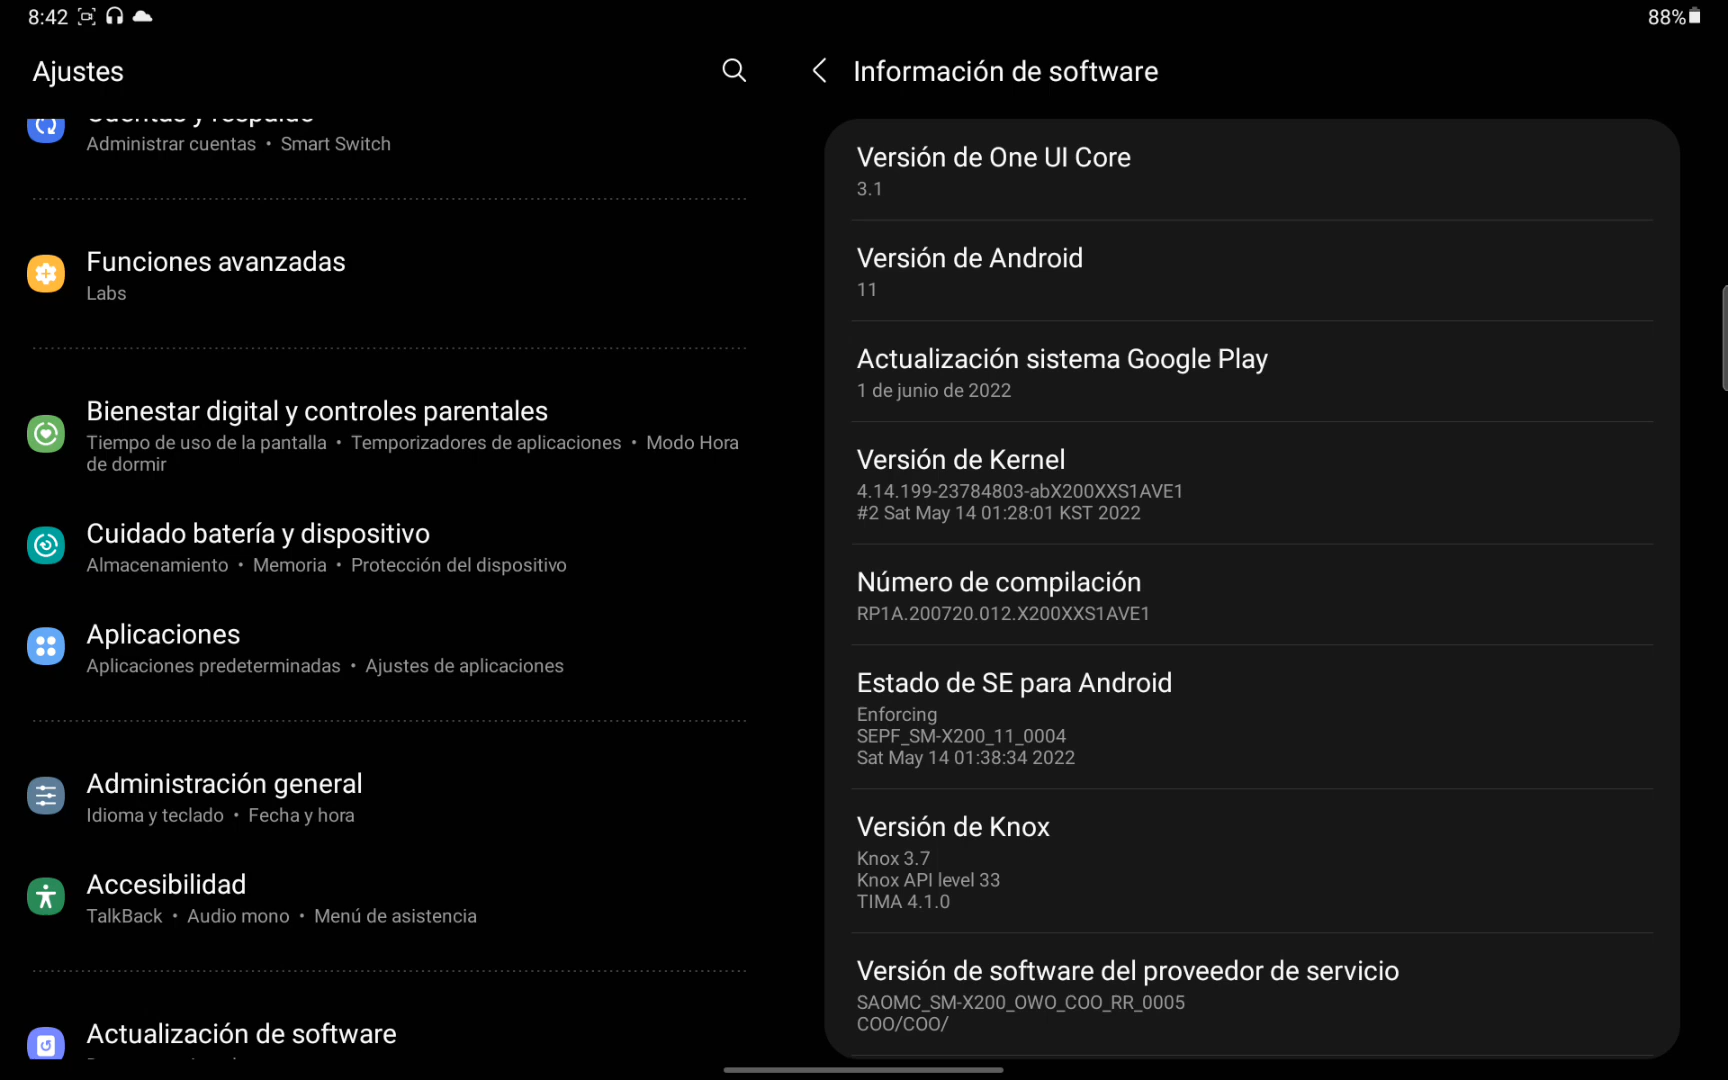 8:42
88%
Ajustes
Administrar cuentas • Smart Switch
Funciones avanzadas
Labs
Bienestar digital y controles parentales
Tiempo de uso de la pantalla • Temporizadores de aplicaciones • Modo Hora
de dormir
Cuidado batería y dispositivo
Almacenamiento • Memoria • Protección del dispositivo
Aplicaciones
Aplicaciones predeterminadas • Ajustes de aplicaciones
Administración general
Idioma y teclado • Fecha y hora
Accesibilidad
TalkBack • Audio mono • Menú de asistencia
Actualización de software
Información de software
Versión de One UI Core
3.1
Versión de Android
11
Actualización sistema Google Play
1 de junio de 2022
Versión de Kernel
4.14.199-23784803-abX200XXS1AVE1
#2 Sat May 14 01:28:01 KST 2022
Número de compilación
RP1A.200720.012.X200XXS1AVE1
Estado de SE para Android
Enforcing
SEPF_SM-X200_11_0004
Sat May 14 01:38:34 2022
Versión de Knox
Knox 3.7
Knox API level 33
TIMA 4.1.0
Versión de software del proveedor de servicio
SAOMC_SM-X200_OWO_COO_RR_0005
COO/COO/